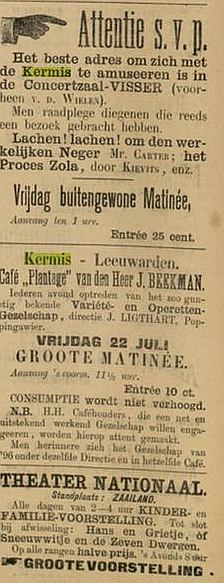 Attentie s.v.p.
Het beste adres om zich met
de Kermis te amuseeren is in
de Concertzaal-VISSER (voor-
heen v. d. WIELEN).
Men raadplege diegenen die reeds
een bezoek gebracht hebben.
Lachen! lachen! om den wer-
kelijken Neger Mr. CARTER; het
Proces Zola, door KIEVITS, enz.
Vrijdag buitengewone Matinée,
Aanvang ten 1 ure.
Entrée 25 cent.
Kermis - Leeuwarden.
Café „Plantage” van den Heer J. BEEKMAN.
Iederen avond optreden van het zoo gun-
stig bekende Variété- en Operetten-
Gezelschap, directie J. LIGTHART, Pop-
pingawier.
VRIJDAG 22 JULI
GROOTE MATINÉE.
Aanvang 's voorm. 11½ uur.
Entrée 10 ct.
CONSUMPTIE wordt niet verhoogd.
N.B. H.H. Caféhouders, die een net en
uitstekend werkend Gezelschap willen enga-
geeren, worden hierop attent gemaakt.
Men herinnere zich het Gezelschap van
'96 onder dezelfde Directie en in hetzelfde Café.
THEATER NATIONAAL.
Standplaats: ZAAILAND.
Alle dagen van 2—4 uur KINDER- en
FAMILIE-VOORSTELLING. Tot slot
bij afwisseling: Hans en Grietje, óf
Sneeuwwitje en de Zeven Dwergen.
Op alle rangen halve prijs. 's Avonds 8 uur
GROOTE VOORSTELLING.